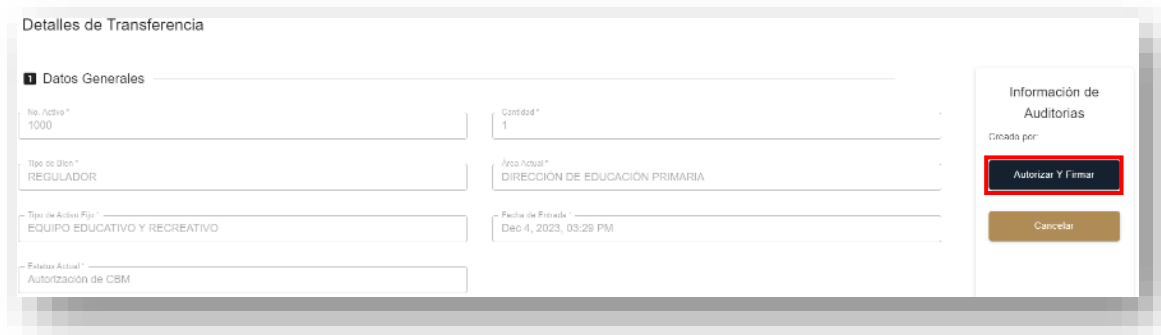 Detalles de Transferencia
1 Datos Generales
No. Activo *
1000
Cantidad *
1
Tipo de Bien *
REGULADOR
Área Actual *
DIRECCIÓN DE EDUCACIÓN PRIMARIA
Tipo de Activo Fijo *
EQUIPO EDUCATIVO Y RECREATIVO
Fecha de Entrada *
Dec 4, 2023, 03:29 PM
Estatus Actual *
Autorización de CBM
Información de
Auditorias
Creado por:
Autorizar Y Firmar
Cancelar